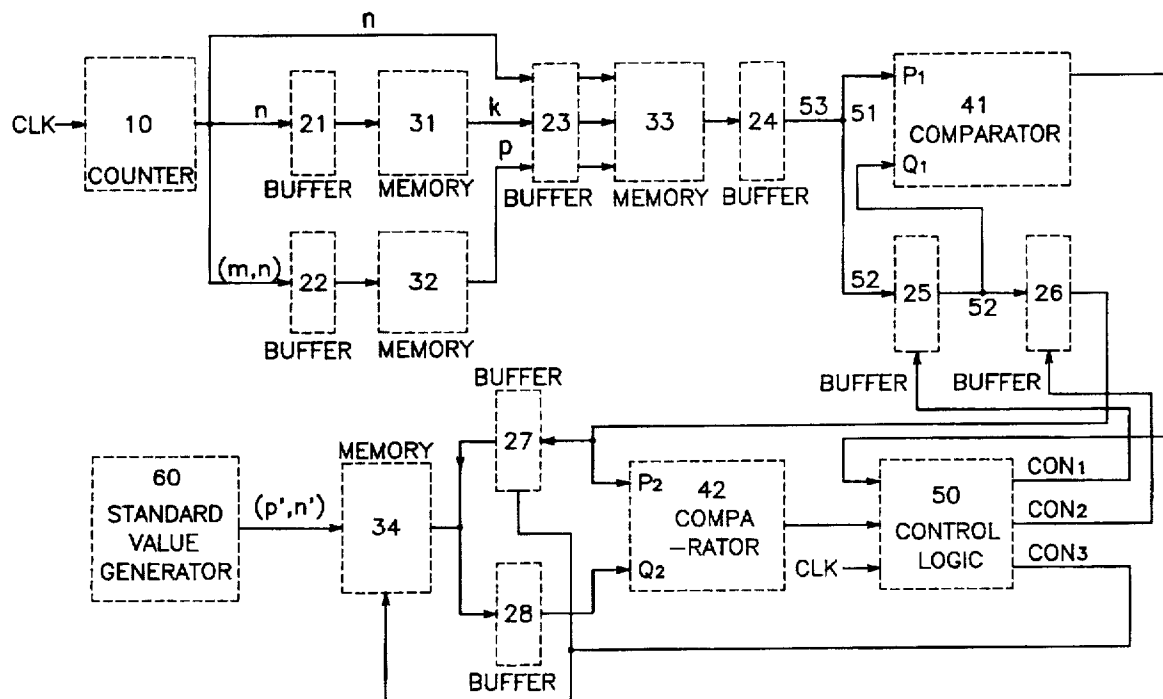 n
CLK
10
COUNTER
n
21
BUFFER
31
MEMORY
k
p
23
BUFFER
33
MEMORY
24
BUFFER
53
51
P1
41
COMPARATOR
Q1
(m,n)
22
BUFFER
32
MEMORY
52
25
BUFFER
52
26
BUFFER
BUFFER
27
60
STANDARD
VALUE
GENERATOR
(p',n')
MEMORY
34
28
BUFFER
P2
42
COMPA
-RATOR
Q2
CLK
50
CONTROL
LOGIC
CON1
CON2
CON3